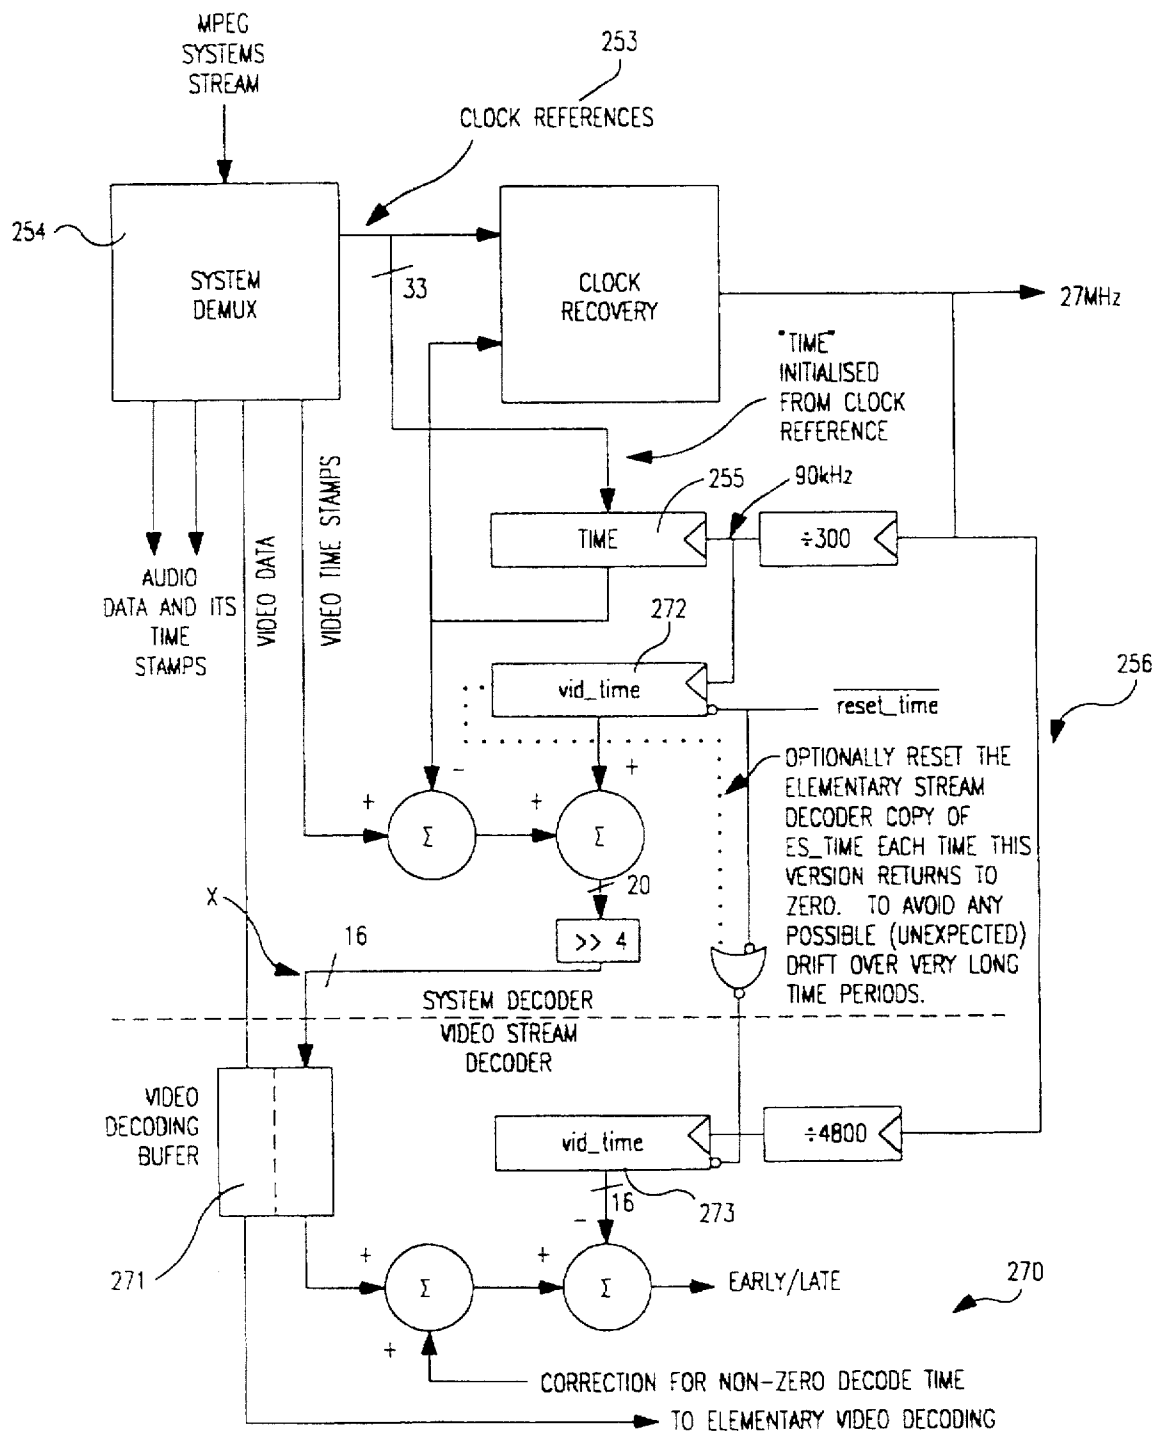 MPEG
SYSTEMS
STREAM
253
CLOCK REFERENCES
254
SYSTEM
DEMUX
33
CLOCK
RECOVERY
27MHz
"TIME"
INITIALISED
FROM CLOCK
REFERENCE
255
90kHz
TIME
÷300
AUDIO
DATA AND ITS
TIME
STAMPS
VIDEO DATA
VIDEO TIME STAMPS
272
vid_time
reset_time
256
OPTIONALLY RESET THE
ELEMENTARY STREAM
DECODER COPY OF
ES_TIME EACH TIME THIS
VERSION RETURNS TO
ZERO. TO AVOID ANY
POSSIBLE (UNEXPECTED)
DRIFT OVER VERY LONG
TIME PERIODS.
-
+
+
Σ
+
Σ
20
>> 4
X
16
SYSTEM DECODER
VIDEO STREAM
DECODER
VIDEO
DECODING
BUFER
vid_time
÷4800
16
273
271
-
+
Σ
+
Σ
EARLY/LATE
270
+
CORRECTION FOR NON-ZERO DECODE TIME
TO ELEMENTARY VIDEO DECODING